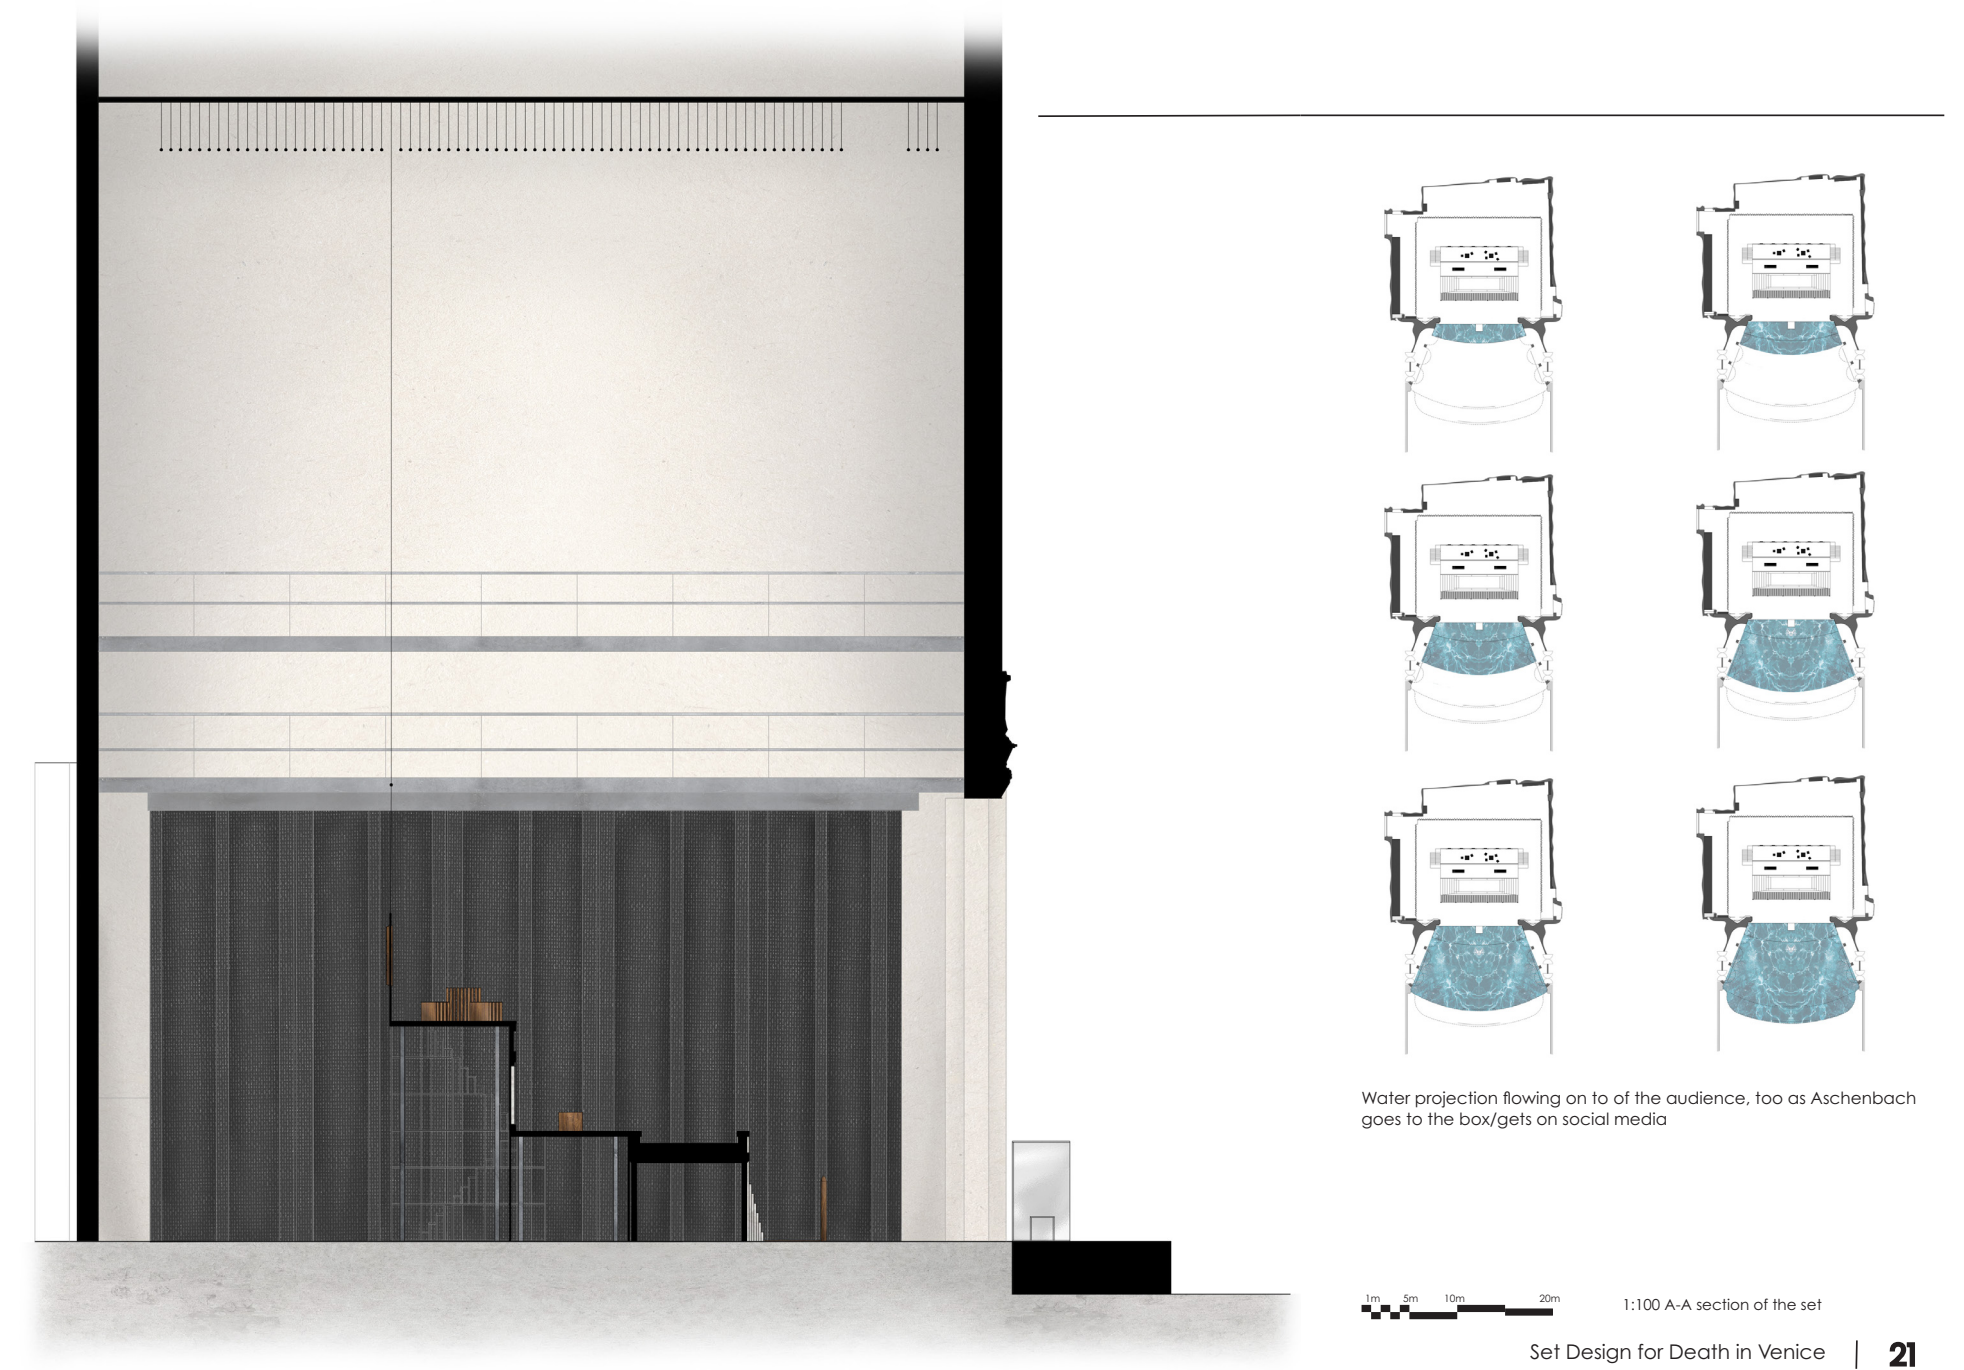 Water projection flowing on to of the audience, too as Aschenbach
goes to the box/gets on social media
1m 5m 10m 20m
1:100 A-A section of the set
Set Design for Death in Venice | 21